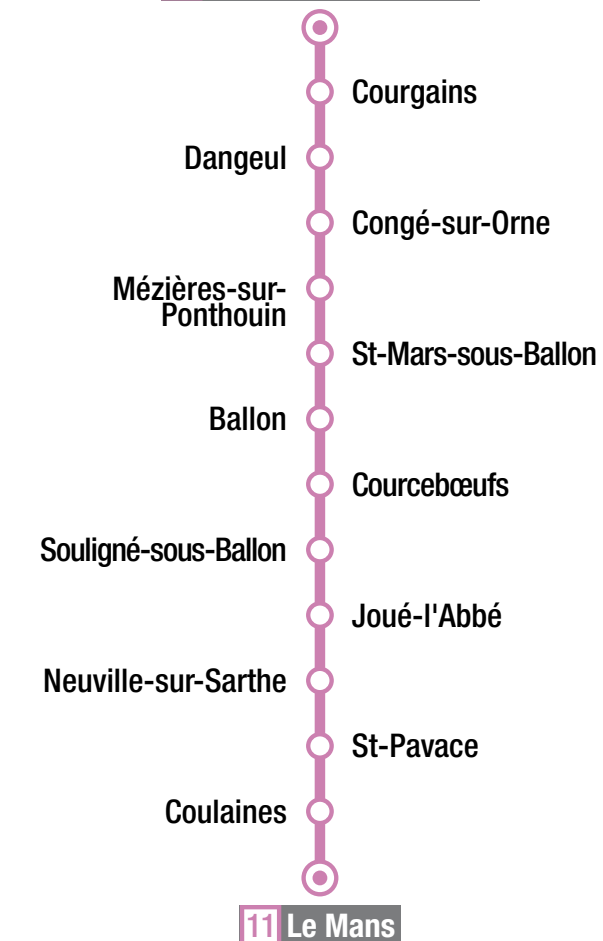 Courgains
Dangeul
Congé-sur-Orne
Mézières-sur-
Ponthouin
St-Mars-sous-Ballon
Ballon
Courcebœufs
Souligné-sous-Ballon
Joué-l'Abbé
Neuville-sur-Sarthe
St-Pavace
Coulaines
11 Le Mans